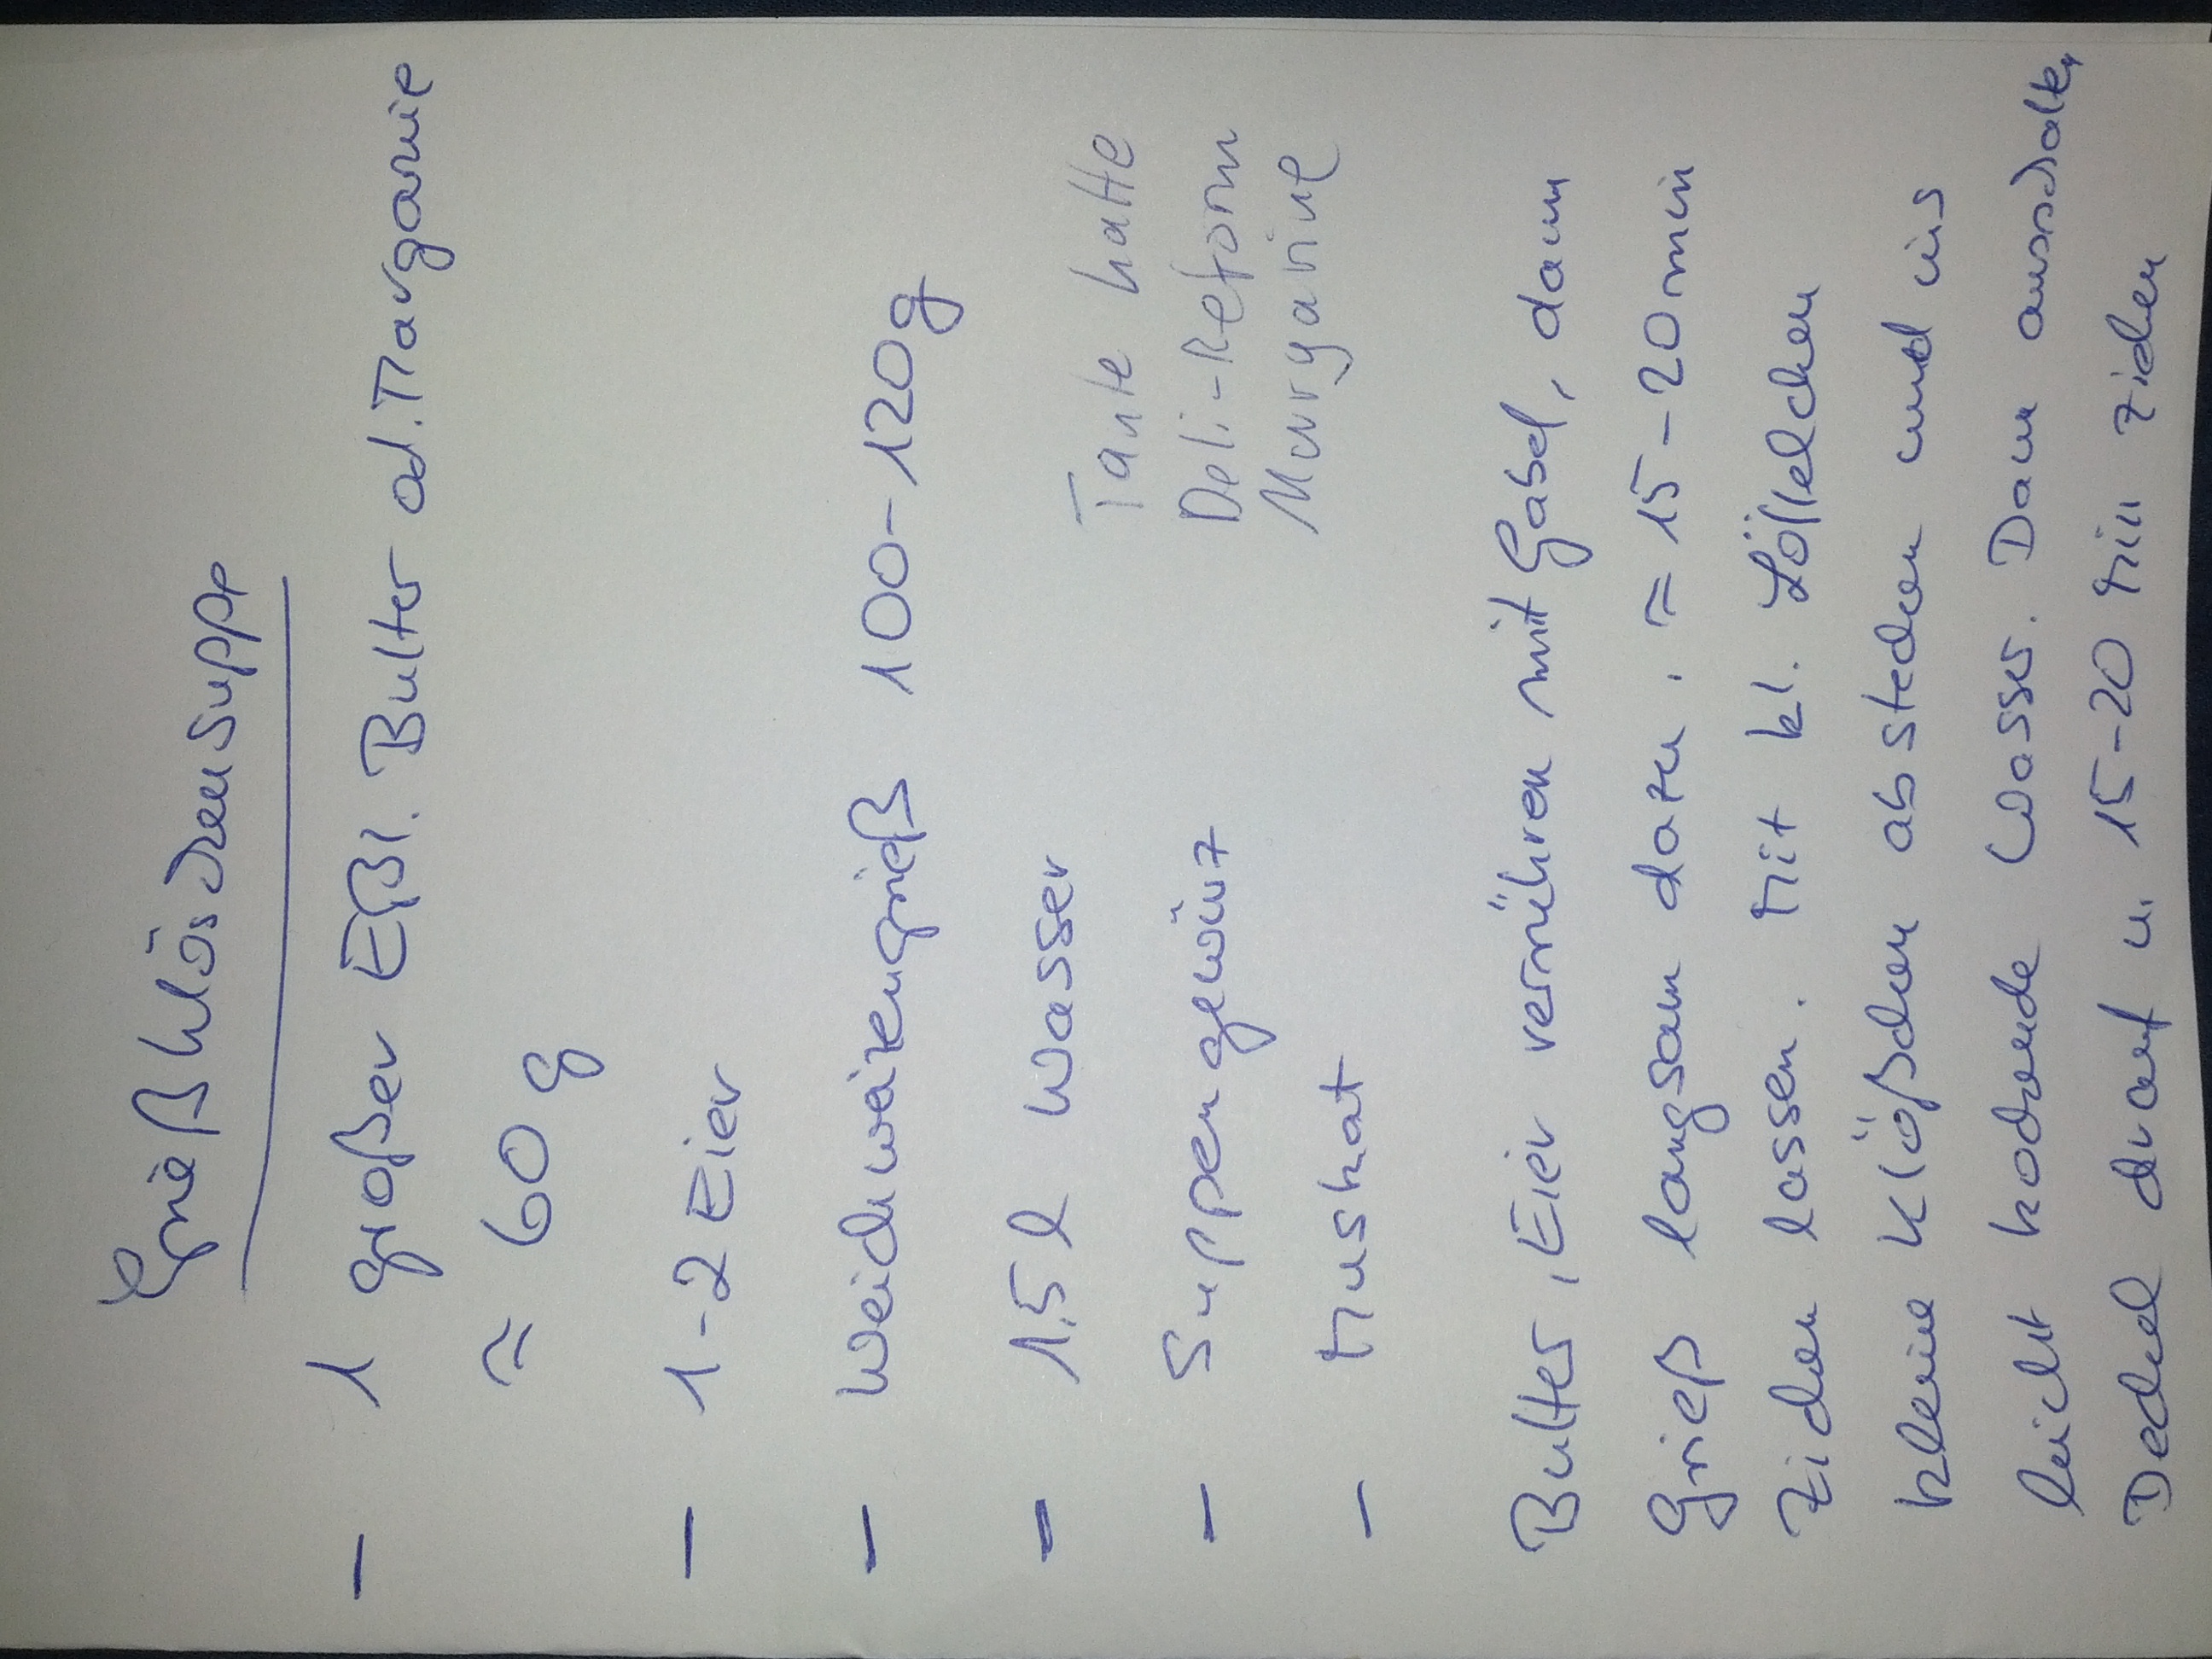 Grießklöschensuppe
- 1 großer Eßl. Butter od. Margarine
≈ 60 g
- 1-2 Eier
- Weichweizengrieß 100-120g
- 1.5 l Wasser
- Suppengewürz
- Muskat
Tante hatte
Deli-Reform
Margarine
Butter, Eier verrühren mit Gabel, dann
Grieß langsam dazu. ≈ 15-20 min
ziehen lassen. Mit kl. Löffelchen
kleine Klößchen abstechen und ins
leicht kochende Wasser. Dann ausschalten,
Deckel drauf u. 15-20 Min ziehen